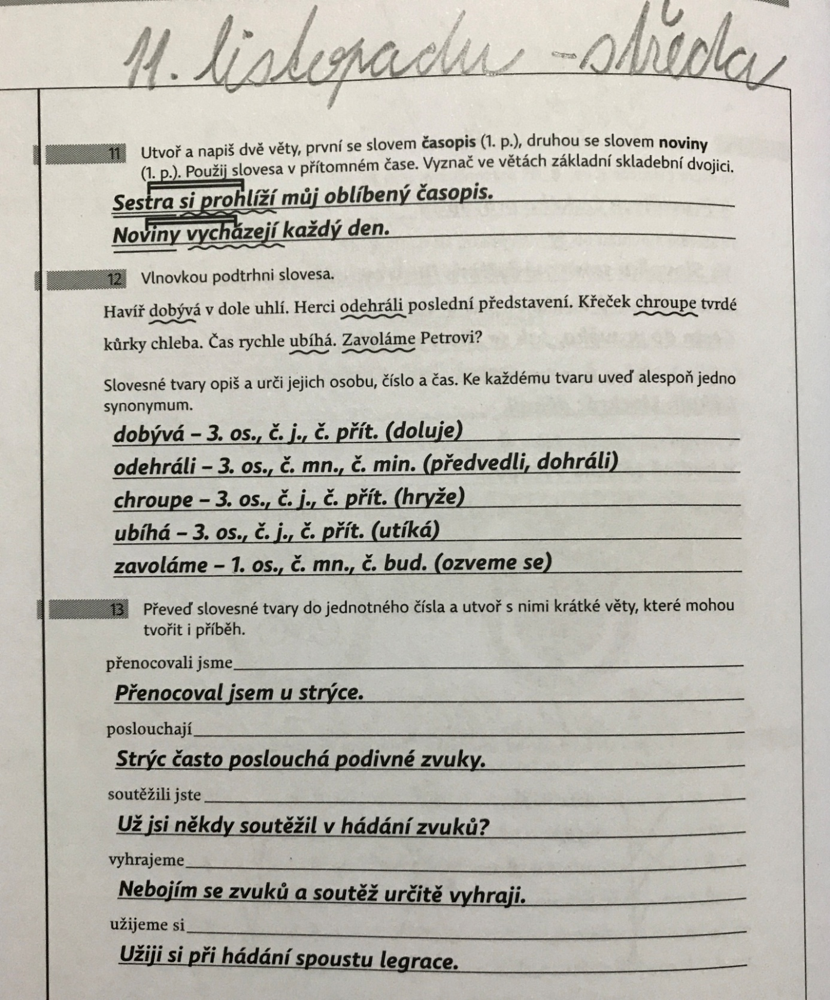 11. listopadu - středa
11 Utvoř a napiš dvě věty, první se slovem časopis (1. p.), druhou se slovem noviny
(1. p.). Použij slovesa v přítomném čase. Vyznač ve větách základní skladební dvojici.
Sestra si prohlíží můj oblíbený časopis.
Noviny vycházejí každý den.
12 Vlnovkou podtrhni slovesa.
Havíř dobývá v dole uhlí. Herci odehráli poslední představení. Křeček chroupe tvrdé
kůrky chleba. Čas rychle ubíhá. Zavoláme Petrovi?
Slovesné tvary opiš a urči jejich osobu, číslo a čas. Ke každému tvaru uveď alespoň jedno
synonymum.
dobývá – 3. os., č. j., č. přít. (doluje)
odehráli – 3. os., č. mn., č. min. (předvedli, dohráli)
chroupe – 3. os., č. j., č. přít. (hryže)
ubíhá – 3. os., č. j., č. přít. (utíká)
zavoláme – 1. os., č. mn., č. bud. (ozveme se)
13 Převeď slovesné tvary do jednotného čísla a utvoř s nimi krátké věty, které mohou
tvořit i příběh.
přenocovali jsme
Přenocoval jsem u strýce.
poslouchají
Strýc často poslouchá podivné zvuky.
soutěžili jste
Už jsi někdy soutěžil v hádání zvuků?
vyhrajeme
Nebojím se zvuků a soutěž určitě vyhraji.
užijeme si
Užiji si při hádání spoustu legrace.